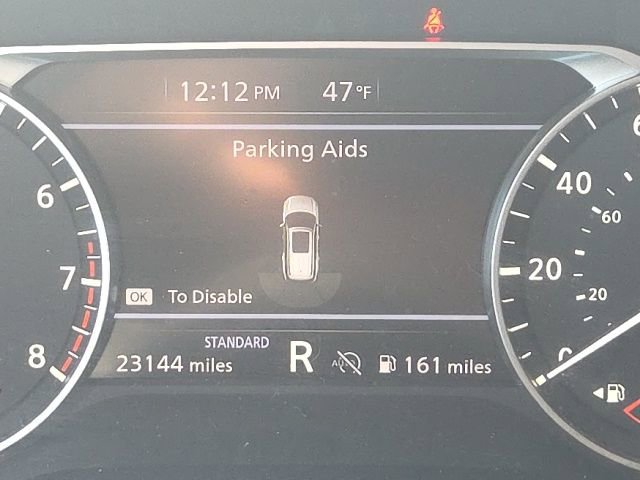 12:12 PM 47°F
Parking Aids
6
40
60
7
20
20
OK To Disable
STANDARD
8
23144 miles R 161 miles
0